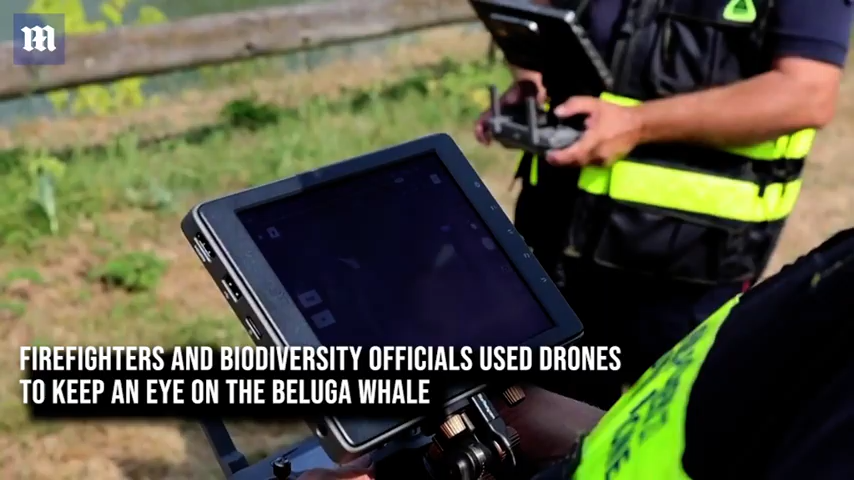 m
FIREFIGHTERS AND BIODIVERSITY OFFICIALS USED DRONES
TO KEEP AN EYE ON THE BELUGA WHALE